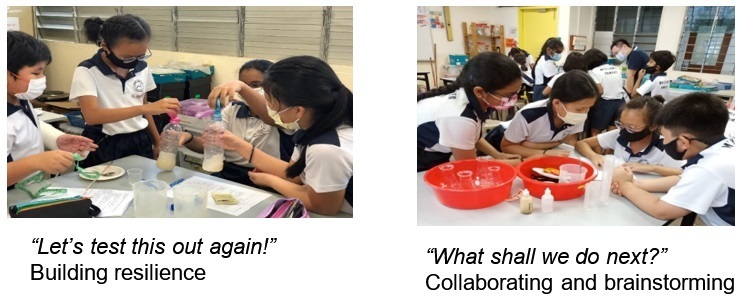 “Let’s test this out again!”
Building resilience
“What shall we do next?”
Collaborating and brainstorming